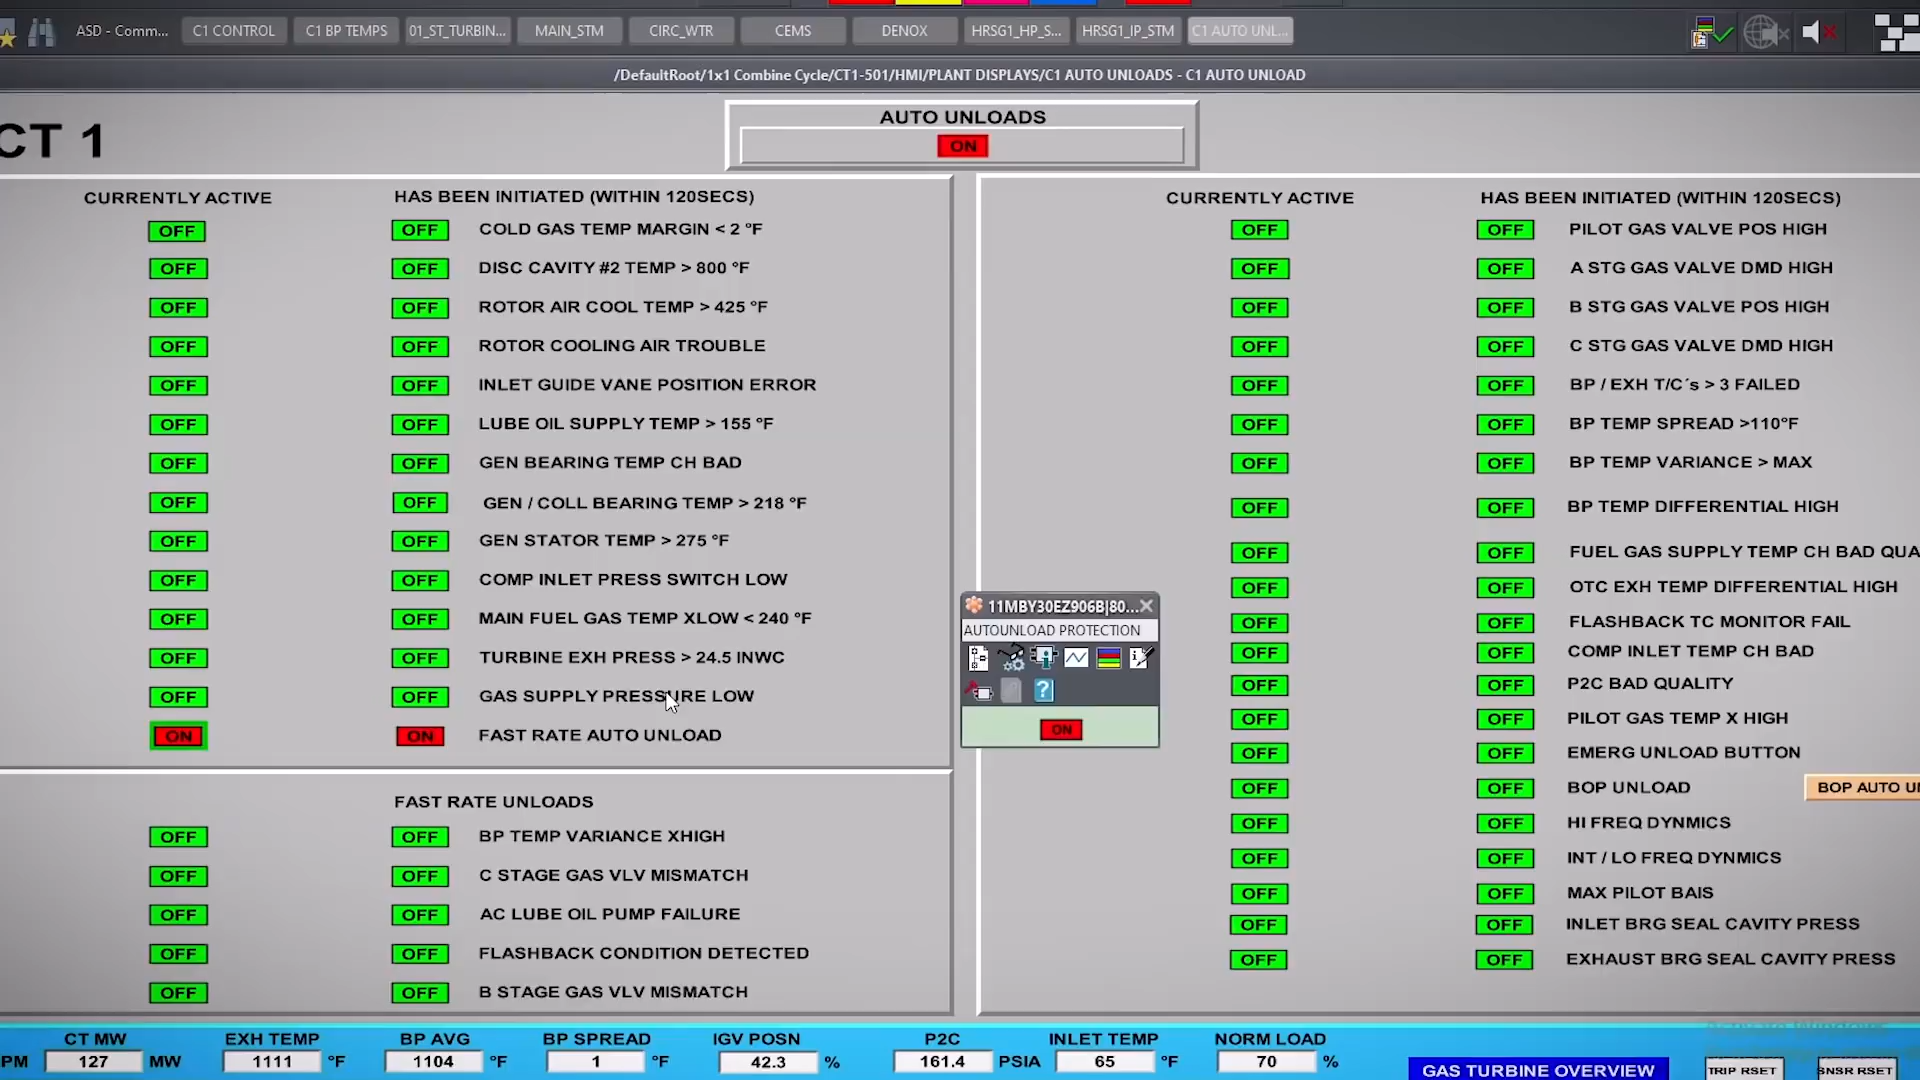 ASD - Comm... C1 CONTROL C1 BP TEMPS 01_ST_TURBIN... MAIN_STM CIRC_WTR CEMS DENOX HRSG1_HP_S... HRSG1_IP_STM C1 AUTO UNL...
/DefaultRoot/1x1 Combine Cycle/CT1-501/HMI/PLANT DISPLAYS/C1 AUTO UNLOADS - C1 AUTO UNLOAD
CT 1
AUTO UNLOADS
ON
CURRENTLY ACTIVE HAS BEEN INITIATED (WITHIN 120SECS)
OFF OFF COLD GAS TEMP MARGIN < 2 °F
OFF OFF DISC CAVITY #2 TEMP > 800 °F
OFF OFF ROTOR AIR COOL TEMP > 425 °F
OFF OFF ROTOR COOLING AIR TROUBLE
OFF OFF INLET GUIDE VANE POSITION ERROR
OFF OFF LUBE OIL SUPPLY TEMP > 155 °F
OFF OFF GEN BEARING TEMP CH BAD
OFF OFF GEN / COLL BEARING TEMP > 218 °F
OFF OFF GEN STATOR TEMP > 275 °F
OFF OFF COMP INLET PRESS SWITCH LOW
OFF OFF MAIN FUEL GAS TEMP XLOW < 240 °F
OFF OFF TURBINE EXH PRESS > 24.5 INWC
OFF OFF GAS SUPPLY PRESSURE LOW
ON ON FAST RATE AUTO UNLOAD
FAST RATE UNLOADS
OFF OFF BP TEMP VARIANCE XHIGH
OFF OFF C STAGE GAS VLV MISMATCH
OFF OFF AC LUBE OIL PUMP FAILURE
OFF OFF FLASHBACK CONDITION DETECTED
OFF OFF B STAGE GAS VLV MISMATCH
CURRENTLY ACTIVE HAS BEEN INITIATED (WITHIN 120SECS)
OFF OFF PILOT GAS VALVE POS HIGH
OFF OFF A STG GAS VALVE DMD HIGH
OFF OFF B STG GAS VALVE POS HIGH
OFF OFF C STG GAS VALVE DMD HIGH
OFF OFF BP / EXH T/C´s > 3 FAILED
OFF OFF BP TEMP SPREAD >110°F
OFF OFF BP TEMP VARIANCE > MAX
OFF OFF BP TEMP DIFFERENTIAL HIGH
OFF OFF FUEL GAS SUPPLY TEMP CH BAD QUA
OFF OFF OTC EXH TEMP DIFFERENTIAL HIGH
OFF OFF FLASHBACK TC MONITOR FAIL
OFF OFF COMP INLET TEMP CH BAD
OFF OFF P2C BAD QUALITY
OFF OFF PILOT GAS TEMP X HIGH
OFF OFF EMERG UNLOAD BUTTON
OFF OFF BOP UNLOAD BOP AUTO UN
OFF OFF HI FREQ DYNMICS
OFF OFF INT / LO FREQ DYNMICS
OFF OFF MAX PILOT BAIS
OFF OFF INLET BRG SEAL CAVITY PRESS
OFF OFF EXHAUST BRG SEAL CAVITY PRESS
11MBY30EZ906B|80...
AUTOUNLOAD PROTECTION
ON
CT MW EXH TEMP BP AVG BP SPREAD IGV POSN P2C INLET TEMP NORM LOAD
PM 127 MW 1111 °F 1104 °F 1 °F 42.3 % 161.4 PSIA 65 °F 70 %
GAS TURBINE OVERVIEW TRIP RSET SNSR RSET